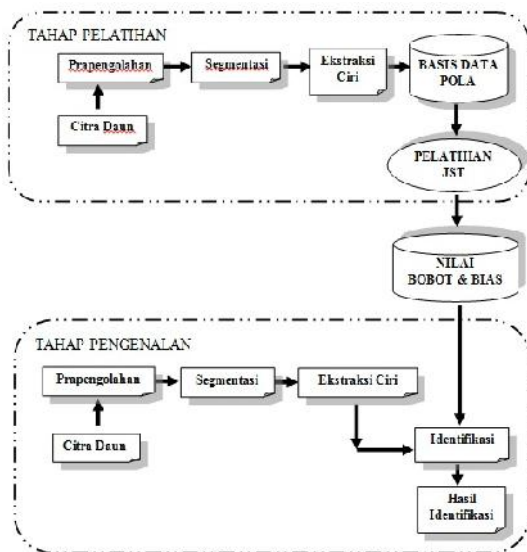 TAHAP PELATIHAN
Prapengolahan
Segmentasi
Ekstraksi
Ciri
BASIS DATA
POLA
Citra Daun
PELATIHAN
JST
NILAI
BOBOT & BIAS
TAHAP PENGENALAN
Prapengolahan
Segmentasi
Ekstraksi Ciri
Citra Daun
Identifikasi
Hasil
Identifikasi